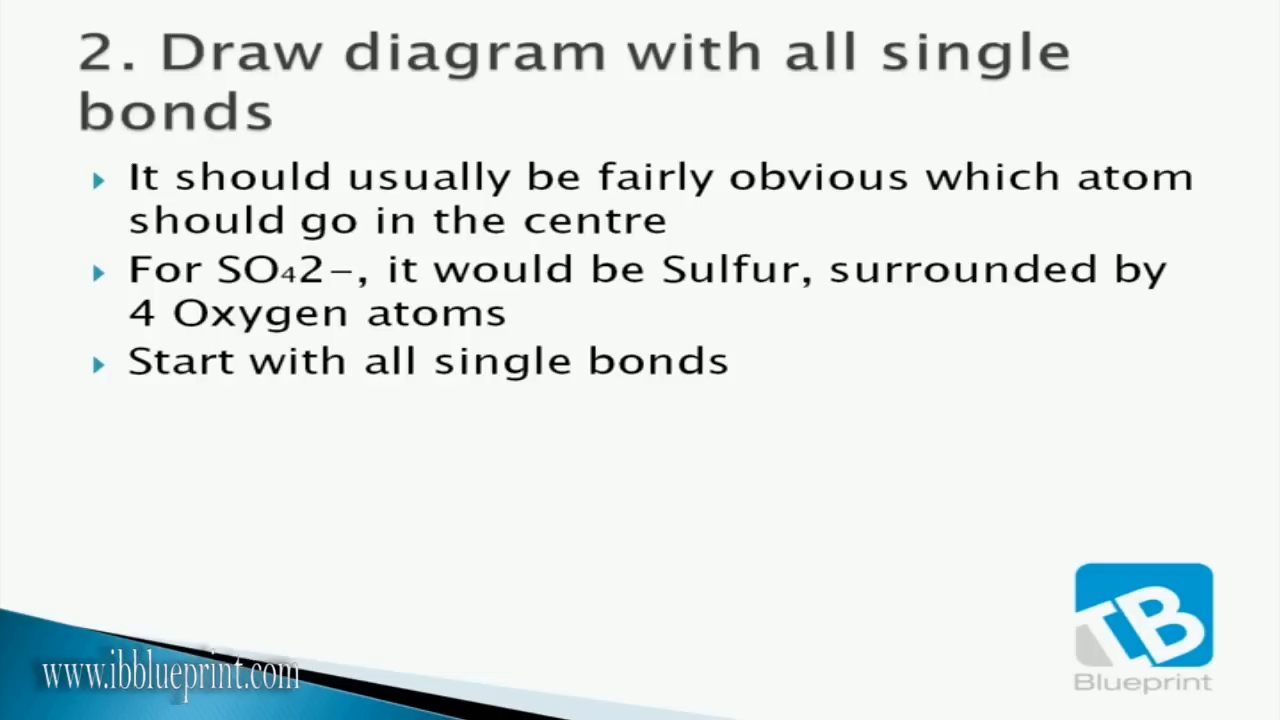 2. Draw diagram with all single
bonds
It should usually be fairly obvious which atom
should go in the centre
For SO₄2–, it would be Sulfur, surrounded by
4 Oxygen atoms
Start with all single bonds
www.ibblueprint.com
IB
Blueprint